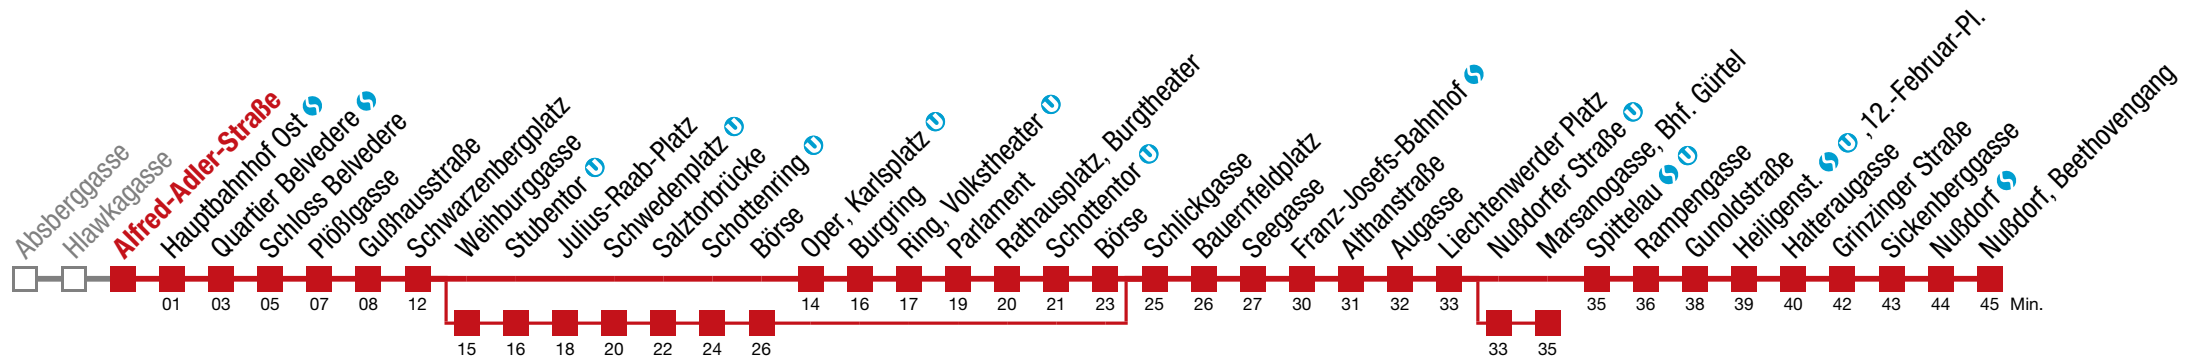 Absberggasse
Hlawkagasse
Alfred-Adler-Straße
Hauptbahnhof Ost S
Quartier Belvedere S
Schloss Belvedere
Plößlgasse
Gußhausstraße
Schwarzenbergplatz
Weihburggasse
Stubentor U
Julius-Raab-Platz
Schwedenplatz U
Salztorbrücke
Schottenring U
Börse
Oper, Karlsplatz U
Burgring
Ring, Volkstheater U
Parlament
Rathausplatz, Burgtheater
Schottentor U
Börse
Schlickgasse
Bauernfeldplatz
Seegasse
Franz-Josefs-Bahnhof S
Althanstraße
Augasse
Liechtenwerder Platz
Nußdorfer Straße U
Marsanogasse, Bhf. Gürtel
Spittelau S U
Rampengasse
Gunoldstraße
Heiligenst. S U ,12.-Februar-Pl.
Halteraugasse
Grinzinger Straße
Sickenberggasse
Nußdorf S
Nußdorf, Beethovengang
01 03 05 07 08 12 14 16 17 19 20 21 23 25 26 27 30 31 32 33 35 36 38 39 40 42 43 44 45 Min.
15 16 18 20 22 24 26 33 35